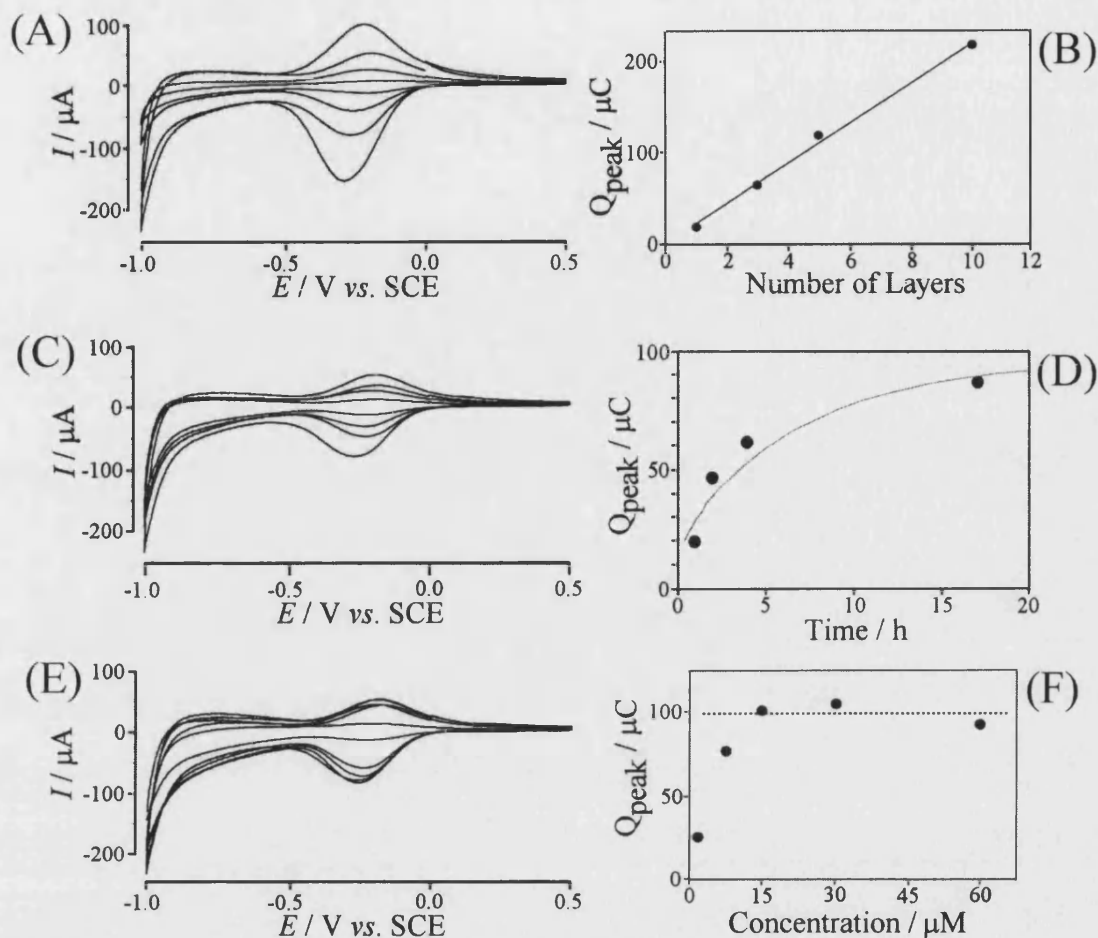 (A)
100
0
-100
-200
I / µA
-1.0 -0.5 0.0 0.5
E / V vs. SCE
(B)
200
100
0
Qpeak / µC
0 2 4 6 8 10 12
Number of Layers
(C)
100
0
-100
-200
I / µA
-1.0 -0.5 0.0 0.5
E / V vs. SCE
(D)
100
50
0
Qpeak / µC
0 5 10 15 20
Time / h
(E)
100
0
-100
-200
I / µA
-1.0 -0.5 0.0 0.5
E / V vs. SCE
(F)
100
50
0
Qpeak / µC
0 15 30 45 60
Concentration / µM